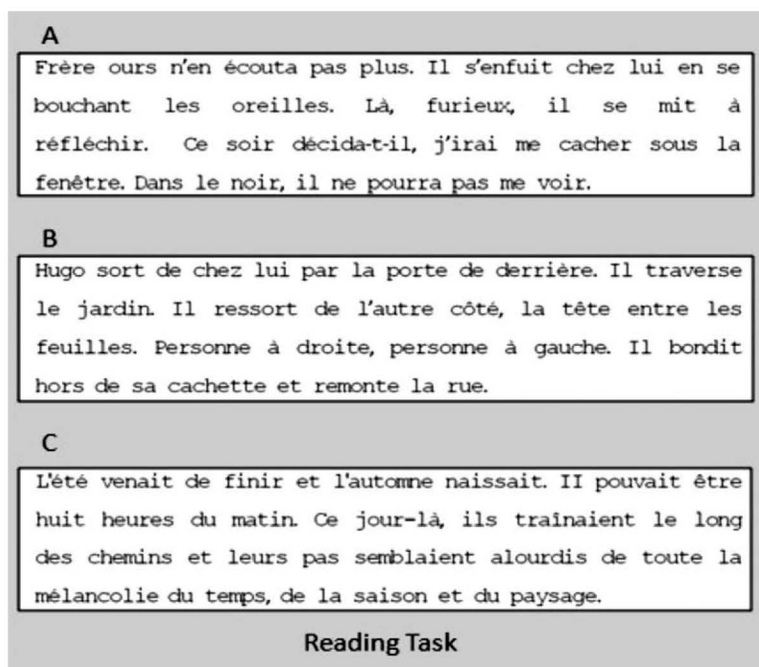 A
Frère ours n'en écouta pas plus. Il s'enfuit chez lui en se
bouchant les oreilles. Là, furieux, il se mit à
réfléchir. Ce soir décida-t-il, j'irai me cacher sous la
fenêtre. Dans le noir, il ne pourra pas me voir.
B
Hugo sort de chez lui par la porte de derrière. Il traverse
le jardin. Il ressort de l'autre côté, la tête entre les
feuilles. Personne à droite, personne à gauche. Il bondit
hors de sa cachette et remonte la rue.
C
L'été venait de finir et l'automne naissait. II pouvait être
huit heures du matin. Ce jour-là, ils traînaient le long
des chemins et leurs pas semblaient alourdis de toute la
mélancolie du temps, de la saison et du paysage.
Reading Task